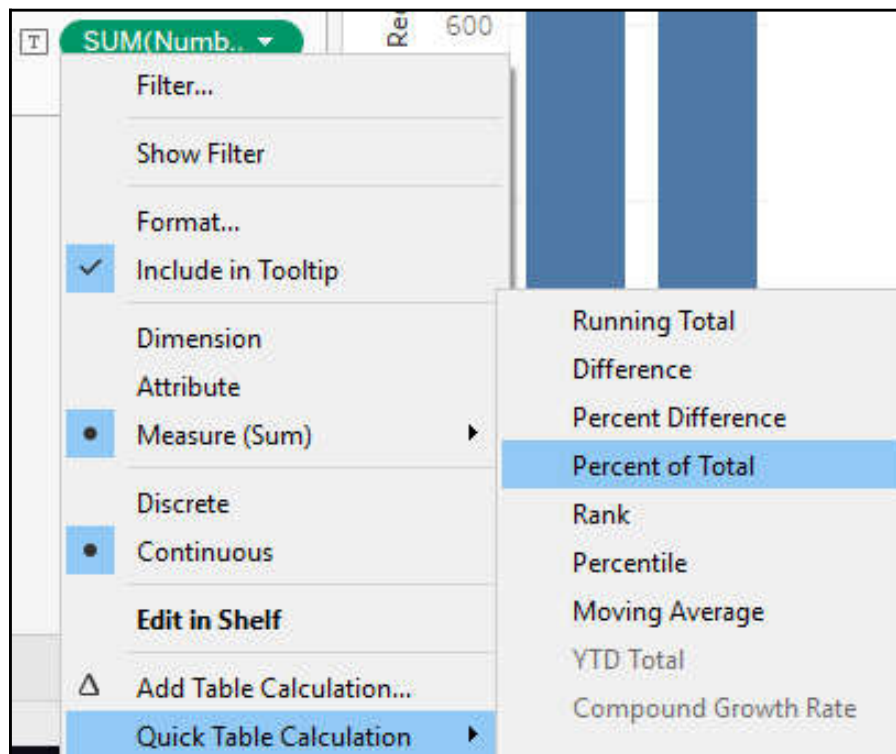 T
SUM(Numb..
Rec
600
Filter...
Show Filter
Format...
Include in Tooltip
Dimension
Attribute
Measure (Sum)
Discrete
Continuous
Edit in Shelf
Add Table Calculation...
Quick Table Calculation
Running Total
Difference
Percent Difference
Percent of Total
Rank
Percentile
Moving Average
YTD Total
Compound Growth Rate